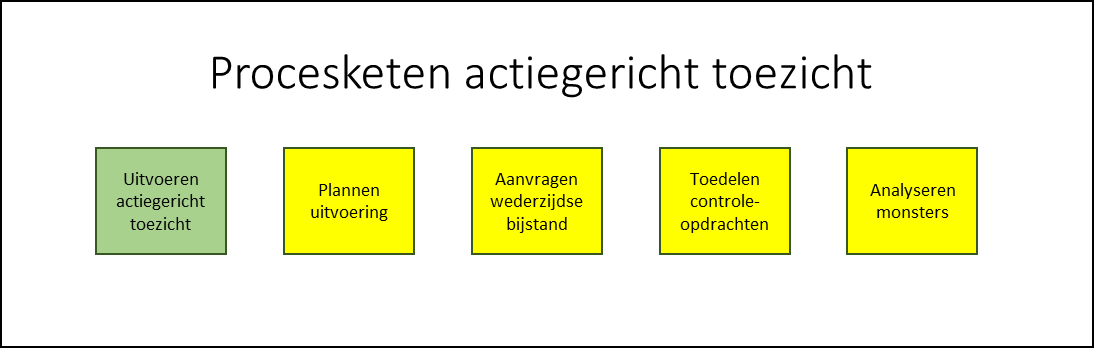 Procesketen actiegericht toezicht
Uitvoeren
actiegericht
toezicht
Plannen
uitvoering
Aanvragen
wederzijdse
bijstand
Toedelen
controle-
opdrachten
Analyseren
monsters